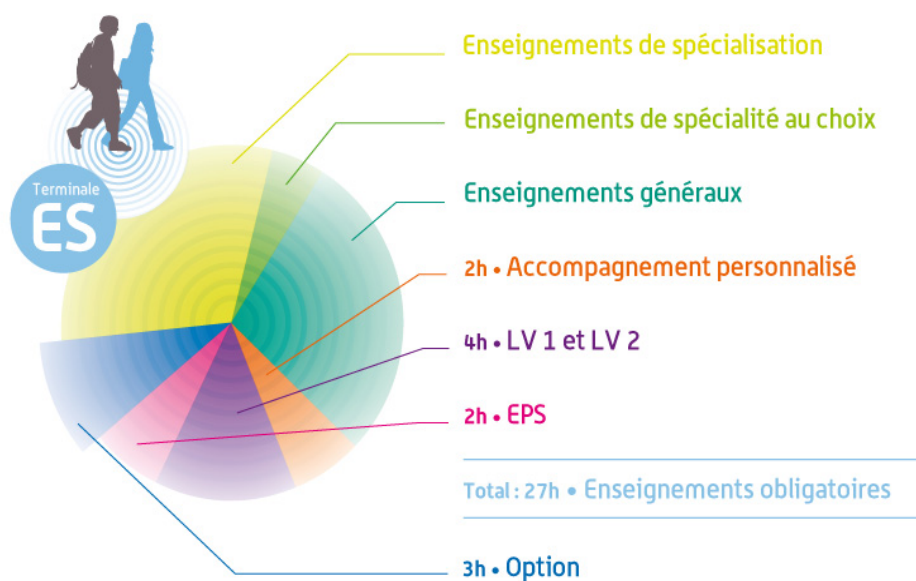 Terminale
ES
Enseignements de spécialisation
Enseignements de spécialité au choix
Enseignements généraux
2h • Accompagnement personnalisé
4h • LV 1 et LV 2
2h • EPS
Total : 27h • Enseignements obligatoires
3h • Option